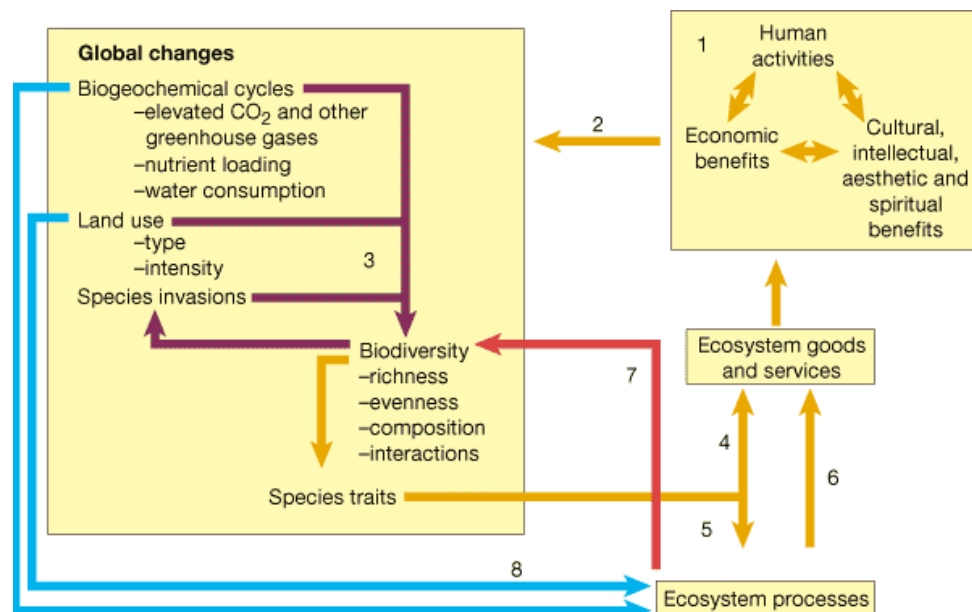 Global changes
Biogeochemical cycles
–elevated CO₂ and other
greenhouse gases
–nutrient loading
–water consumption
Land use
–type
–intensity
Species invasions
3
Biodiversity
–richness
–evenness
–composition
–interactions
Species traits
2
1
Human
activities
Economic
benefits
Cultural,
intellectual,
aesthetic and
spiritual
benefits
Ecosystem goods
and services
7
4
6
5
8
Ecosystem processes